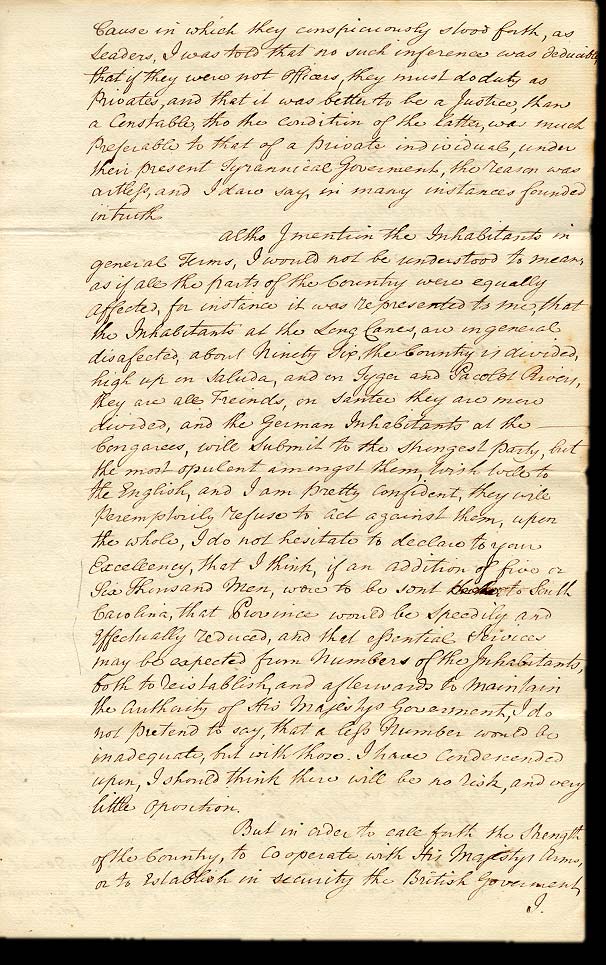 Cause in which they conspicuously stood forth, as
Leaders, I was told that no such inference was deducible,
that if they were not Officers, they must do duty as
Privates, and that it was better to be a Justice, than
a Constable, tho the condition of the latter, was much
Preferable to that of a private individual, under
their present Tyrannical Goverment, the reason was
artless, and I dare say, in many instances founded
in truth
Altho I mention the Inhabitants in
general Terms, I would not be understood to mean,
as if all the parts of the Country were equally
affected, for instance it was represented to me, that
the Inhabitants at the Long Canes, are in general
disafected, about Ninety Six, the Country is divided,
high up on Saluda, and on Tyger and Pacolet Rivers,
they are all Freinds, on Santee they are more
divided, and the German Inhabitants at the
Congarees, will submit to the strongest party, but
the most opulent amongst them, wish well to
the English, and I am pretty confident, they will
Peremptorily refuse to act against them, upon
the whole, I do not hesitate to declare to your
Excellency, that I think, if an addition of five or
Six Thousand Men, were to be sent to South
Carolina, that Province would be speedily and
effectually reduced, and that essential Services
may be expected from Numbers of the Inhabitants,
both to reistablish, and afterwards to maintain
the authority of His Majestys Goverment, I do
not pretend to say, that a less Number would be
inadequate, but with those I have condescended
upon, I should think there will be no risk, and very
little oposition.
But in order to call forth the Strength
of the Country, to Co operate with His Majestys Arms,
or to Establish in security the British Goverment,
I.